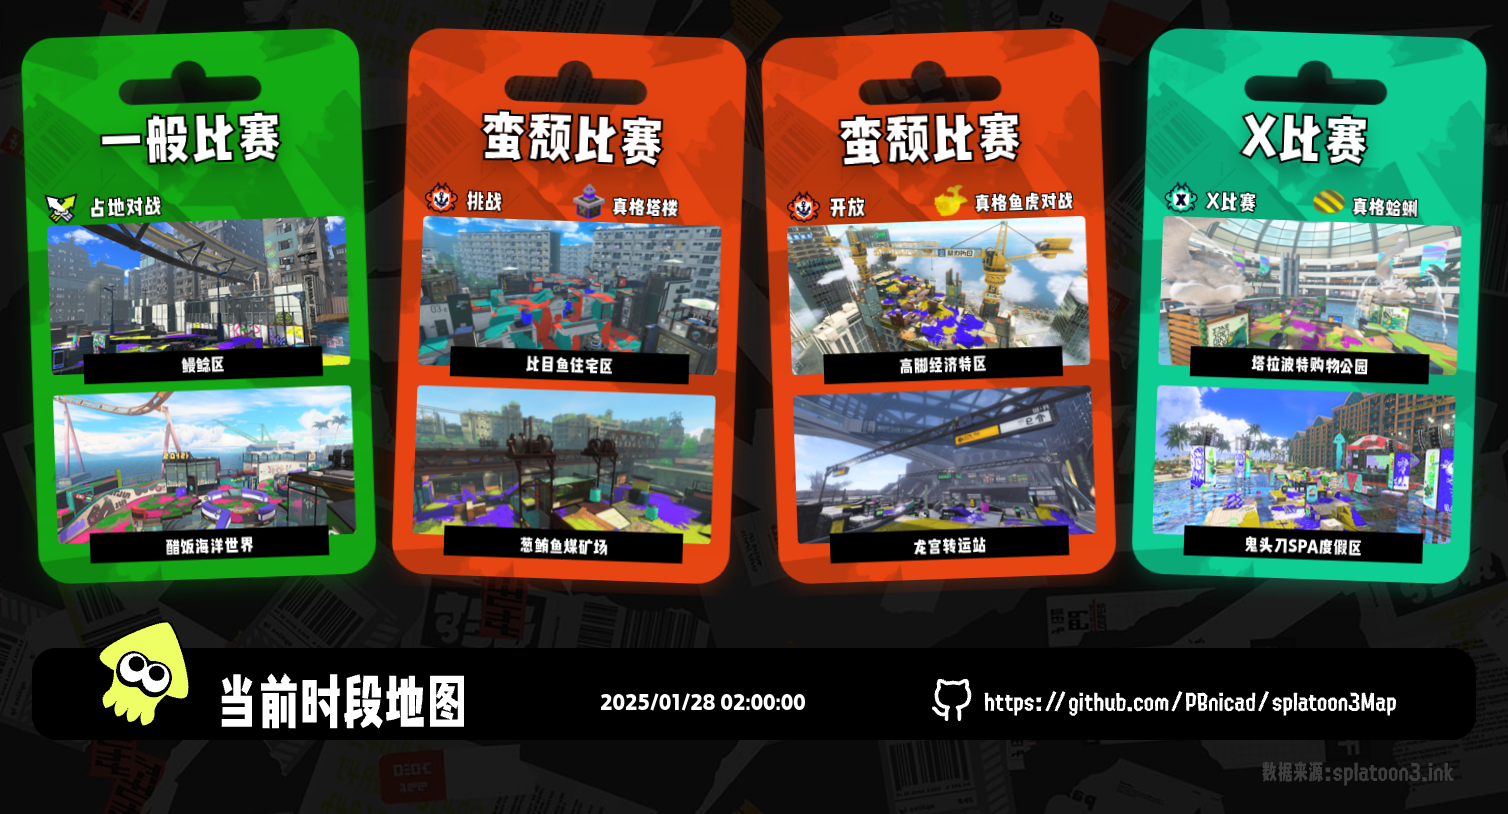 一般比赛
占地对战
鳗鲶区
醋饭海洋世界
蛮颓比赛
挑战
真格塔楼
比目鱼住宅区
葱鲔鱼煤矿场
蛮颓比赛
开放
真格鱼虎对战
高脚经济特区
龙宫转运站
X比赛
X比赛
真格蛤蜊
塔拉波特购物公园
鬼头刀SPA度假区
当前时段地图
2025/01/28 02:00:00
https://github.com/PBnicad/splatoon3Map
数据来源:splatoon3.ink